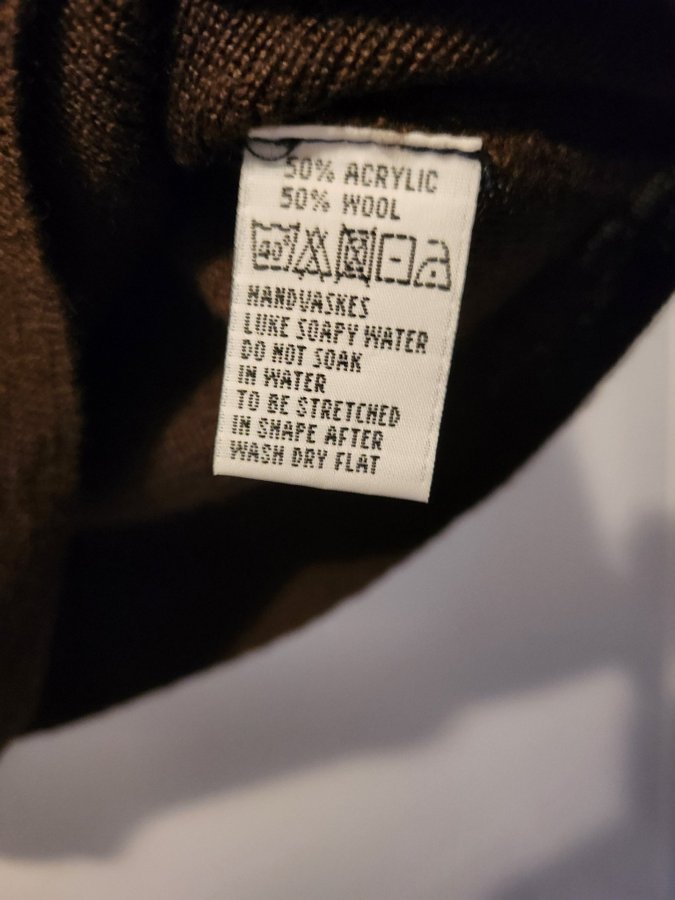 50% ACRYLIC
50% WOOL
40°
HANDVASKES
LUKE SOAPY WATER
DO NOT SOAK
IN WATER
TO BE STRETCHED
IN SHAPE AFTER
WASH DRY FLAT